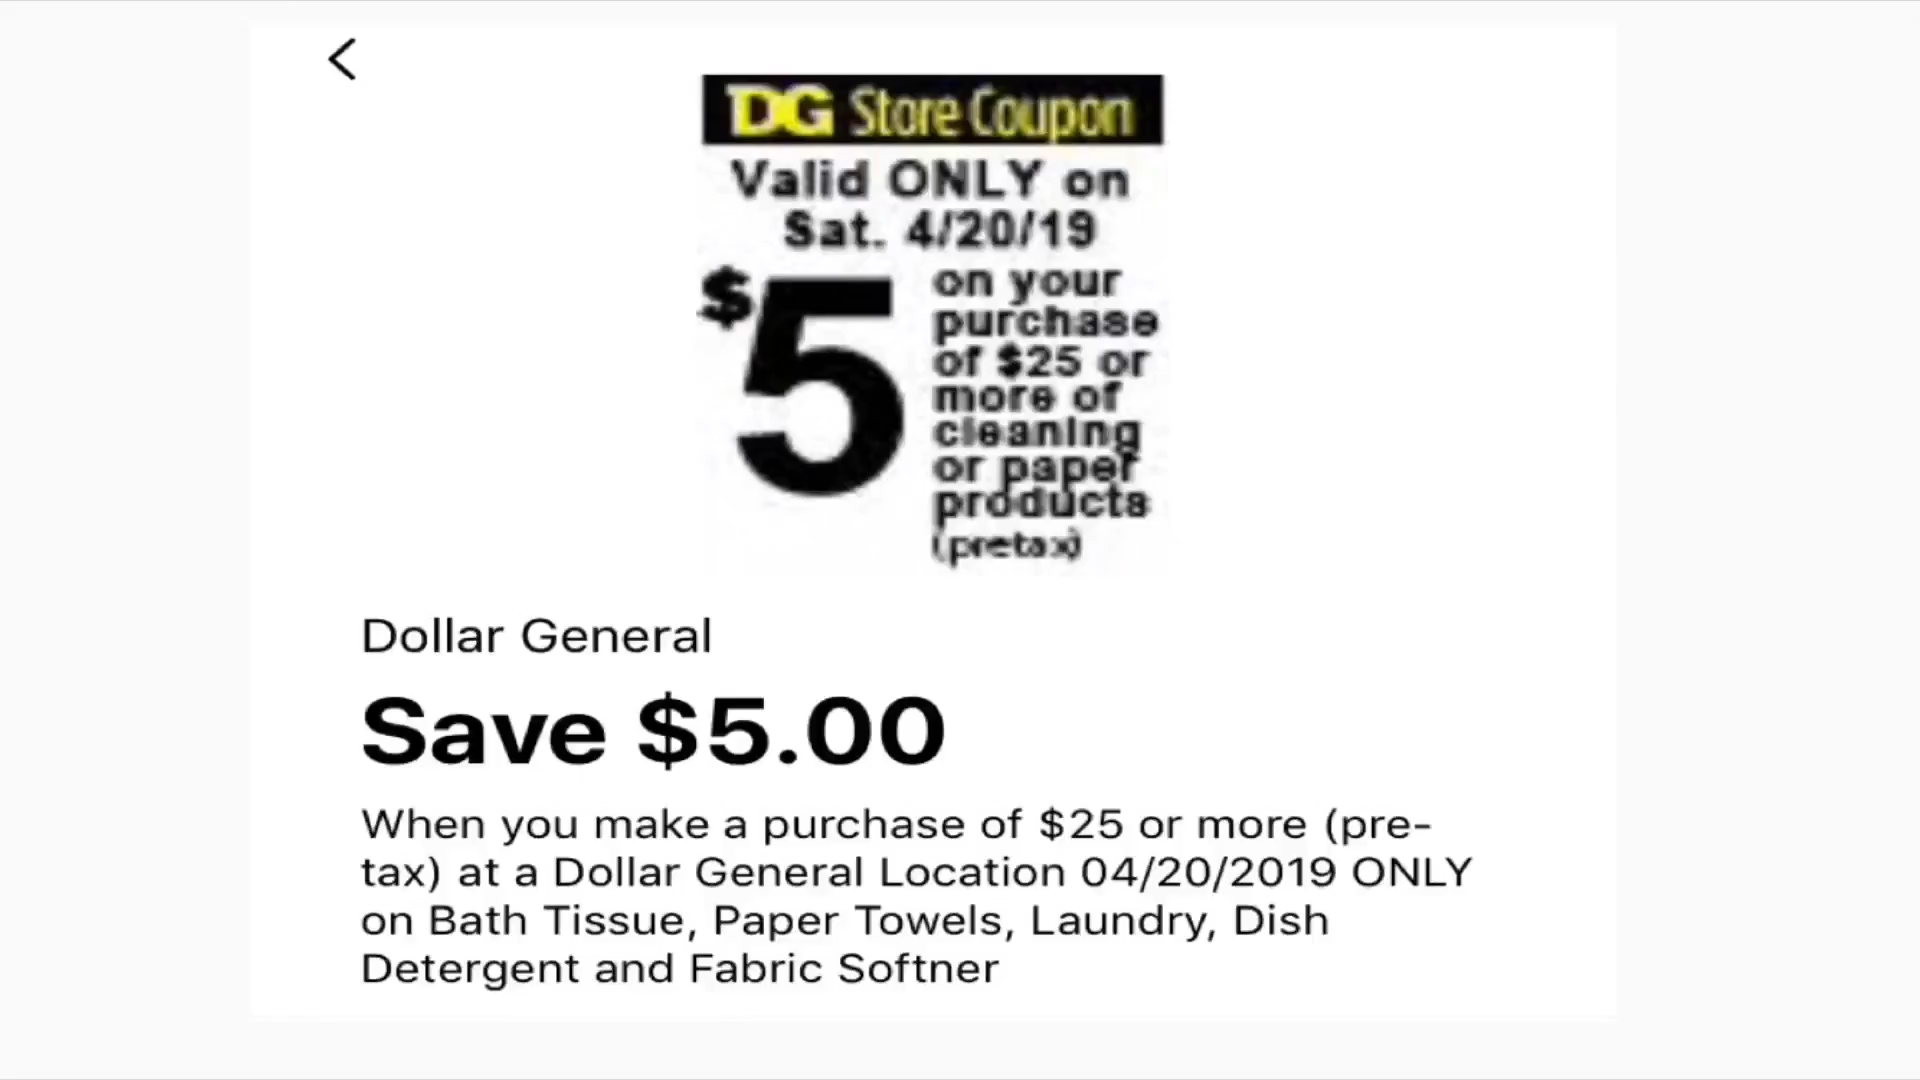 DG Store Coupon
Valid ONLY on
Sat. 4/20/19
$5
on your
purchase
of $25 or
more of
cleaning
or paper
products
(pretax)
Dollar General
Save $5.00
When you make a purchase of $25 or more (pre-
tax) at a Dollar General Location 04/20/2019 ONLY
on Bath Tissue, Paper Towels, Laundry, Dish
Detergent and Fabric Softner